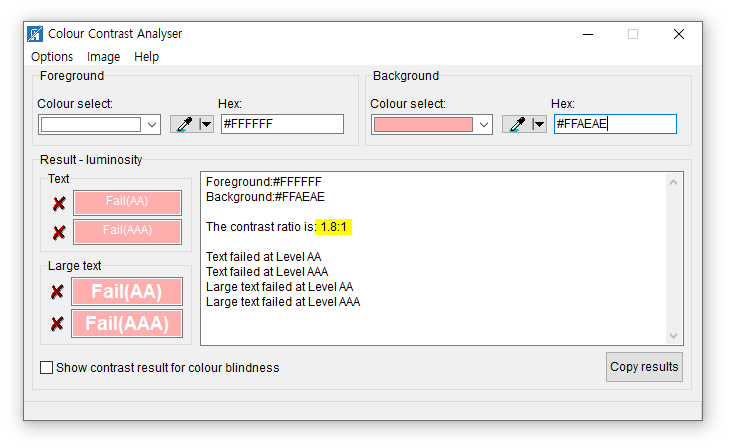 Colour Contrast Analyser
Options Image Help
Foreground
Colour select: Hex:
#FFFFFF
Background
Colour select: Hex:
#FFAEAE
Result - luminosity
Text
Fail(AA)
Fail(AAA)
Large text
Fail(AA)
Fail(AAA)
Foreground:#FFFFFF
Background:#FFAEAE
The contrast ratio is: 1.8:1
Text failed at Level AA
Text failed at Level AAA
Large text failed at Level AA
Large text failed at Level AAA
Show contrast result for colour blindness
Copy results